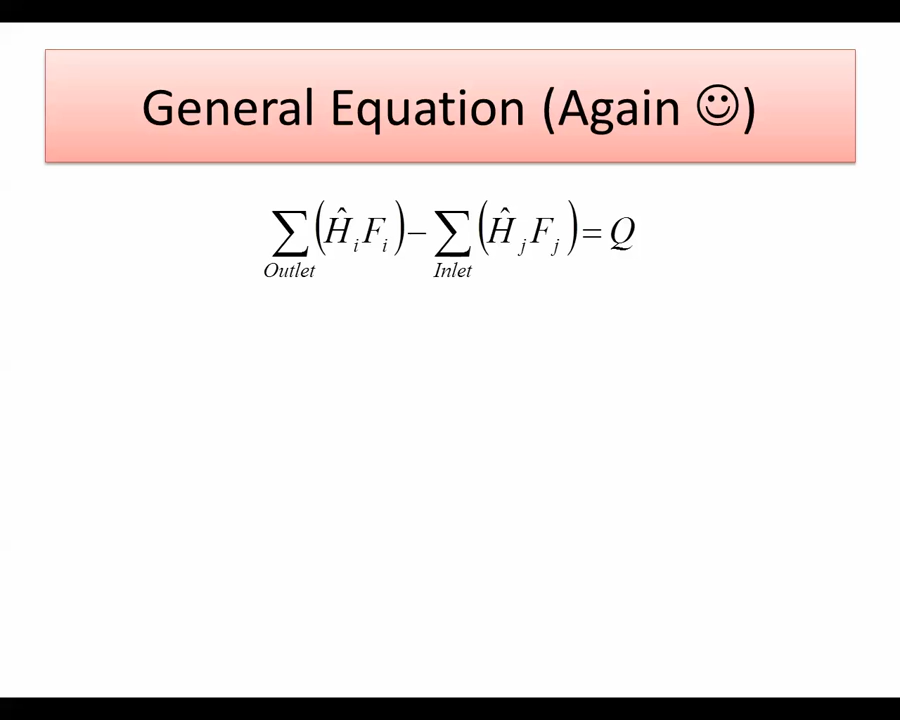 General Equation (Again ☺)
∑(Ĥ_i F_i) − ∑(Ĥ_j F_j) = Q
Outlet Inlet